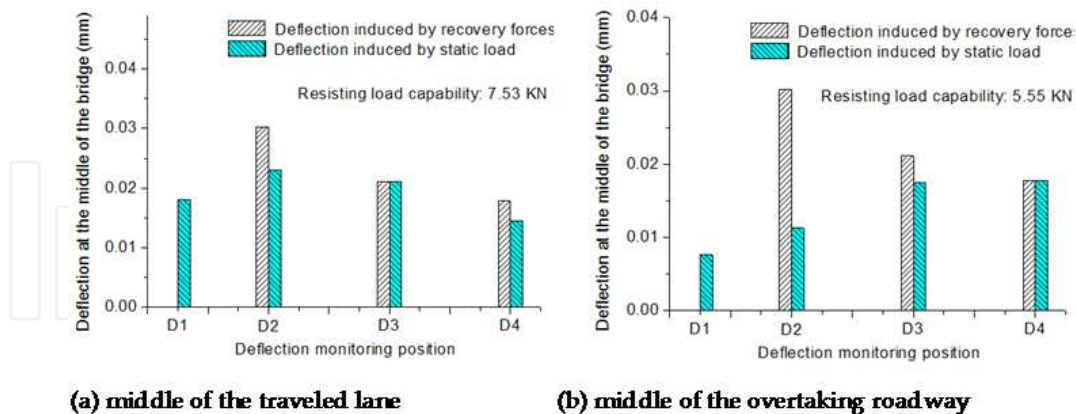 Deflection at the middle of the bridge (mm)
0.04
0.03
0.02
0.01
0.00
Deflection induced by recovery forces
Deflection induced by static load
Resisting load capability: 7.53 KN
D1 D2 D3 D4
Deflection monitoring position
(a) middle of the traveled lane
Deflection at the middle of the bridge (mm)
0.04
0.03
0.02
0.01
0.00
Deflection induced by recovery force
Deflection induced by static load
Resisting load capability: 5.55 KN
D1 D2 D3 D4
Deflection monitoring position
(b) middle of the overtaking roadway